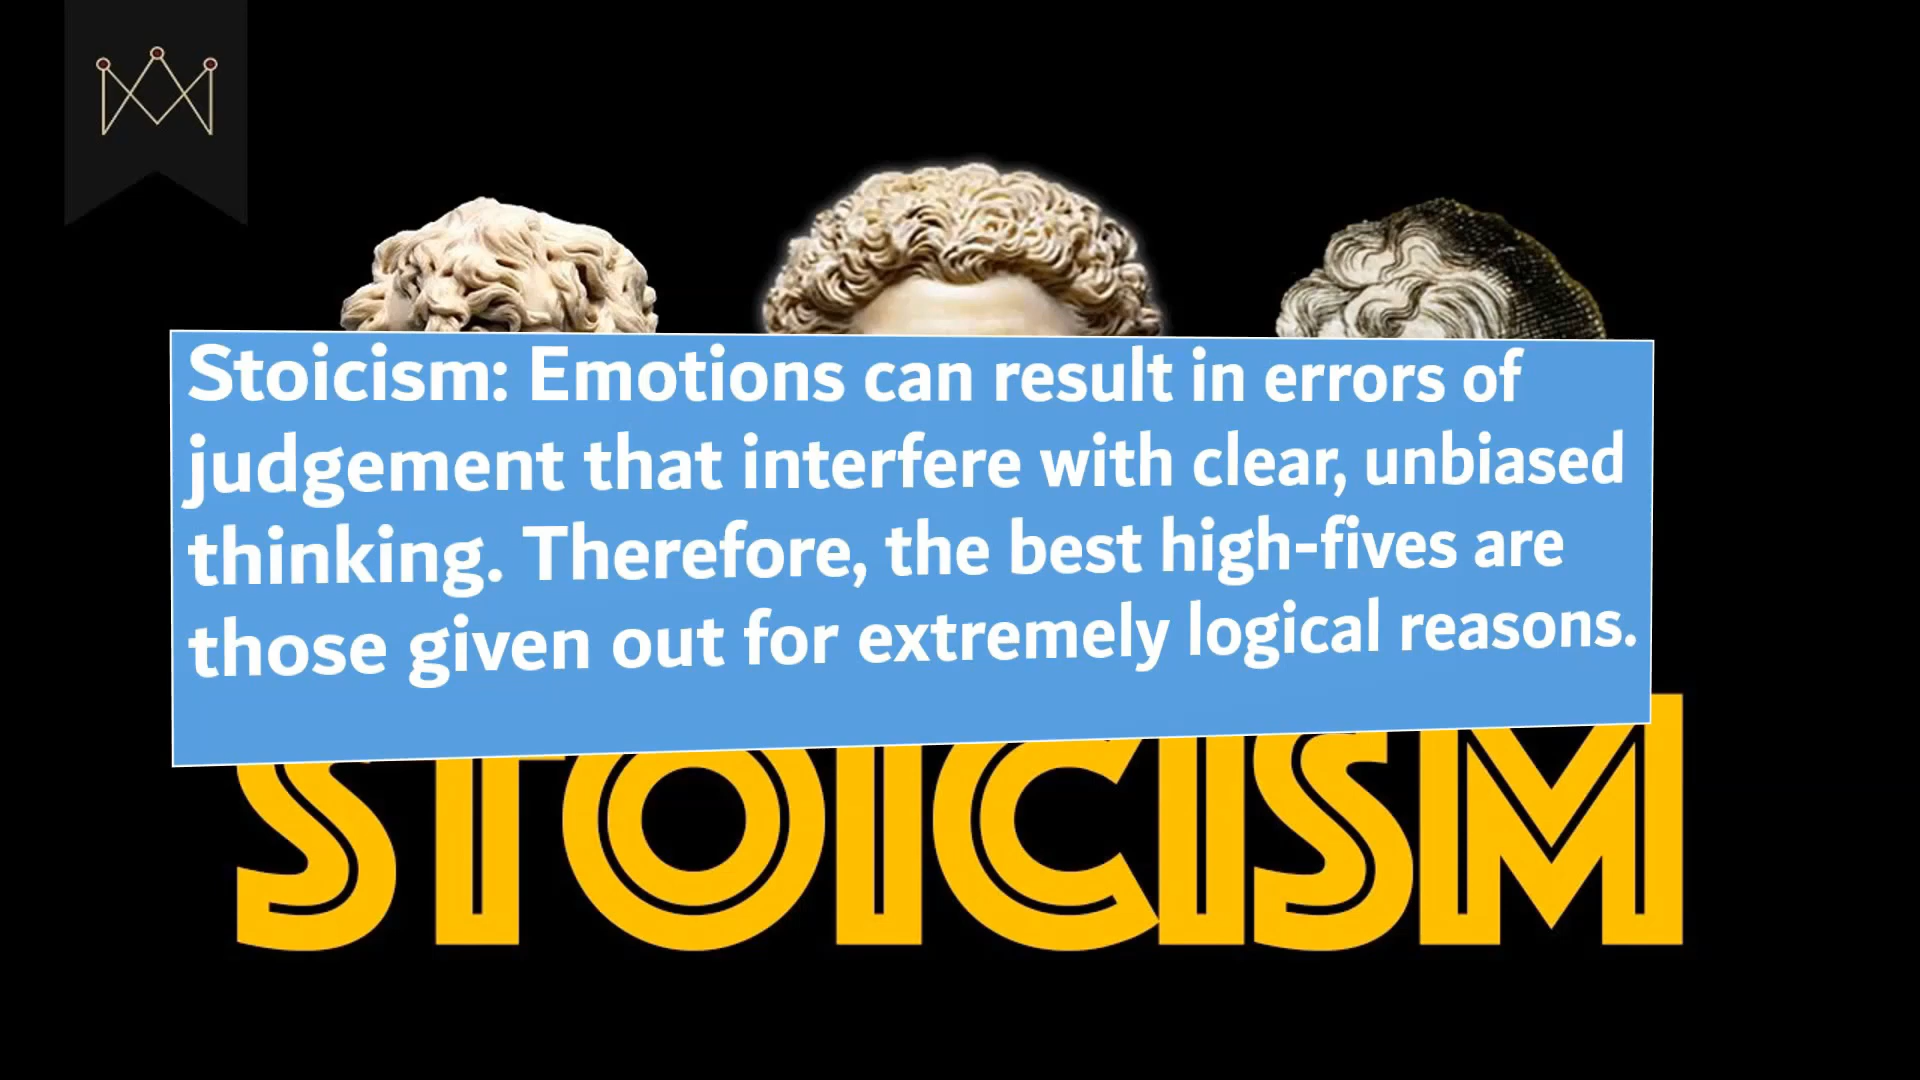 Stoicism: Emotions can result in errors of
judgement that interfere with clear, unbiased
thinking. Therefore, the best high-fives are
those given out for extremely logical reasons.
STOICISM